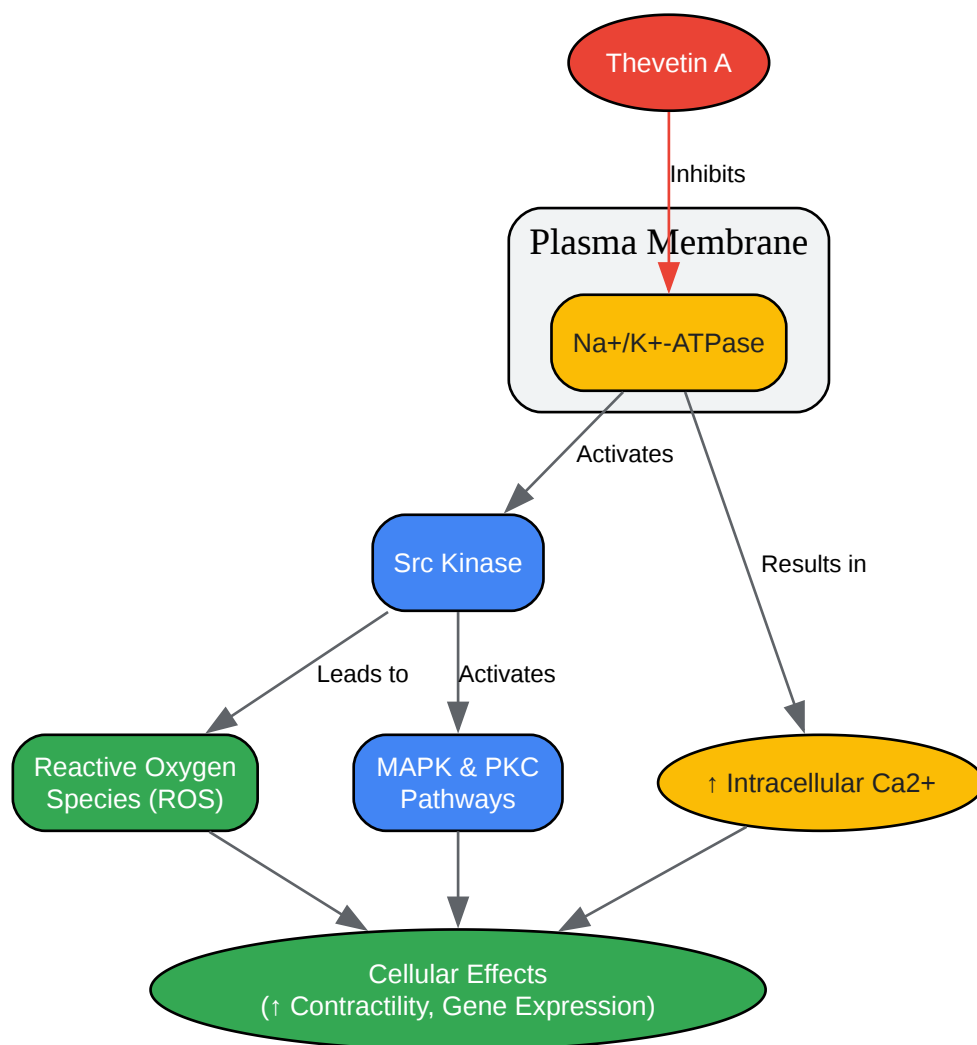 Thevetin A
Inhibits
Plasma Membrane
Na+/K+-ATPase
Activates
Src Kinase
Results in
Leads to
Activates
Reactive Oxygen
Species (ROS)
MAPK & PKC
Pathways
↑ Intracellular Ca2+
Cellular Effects
(↑ Contractility, Gene Expression)